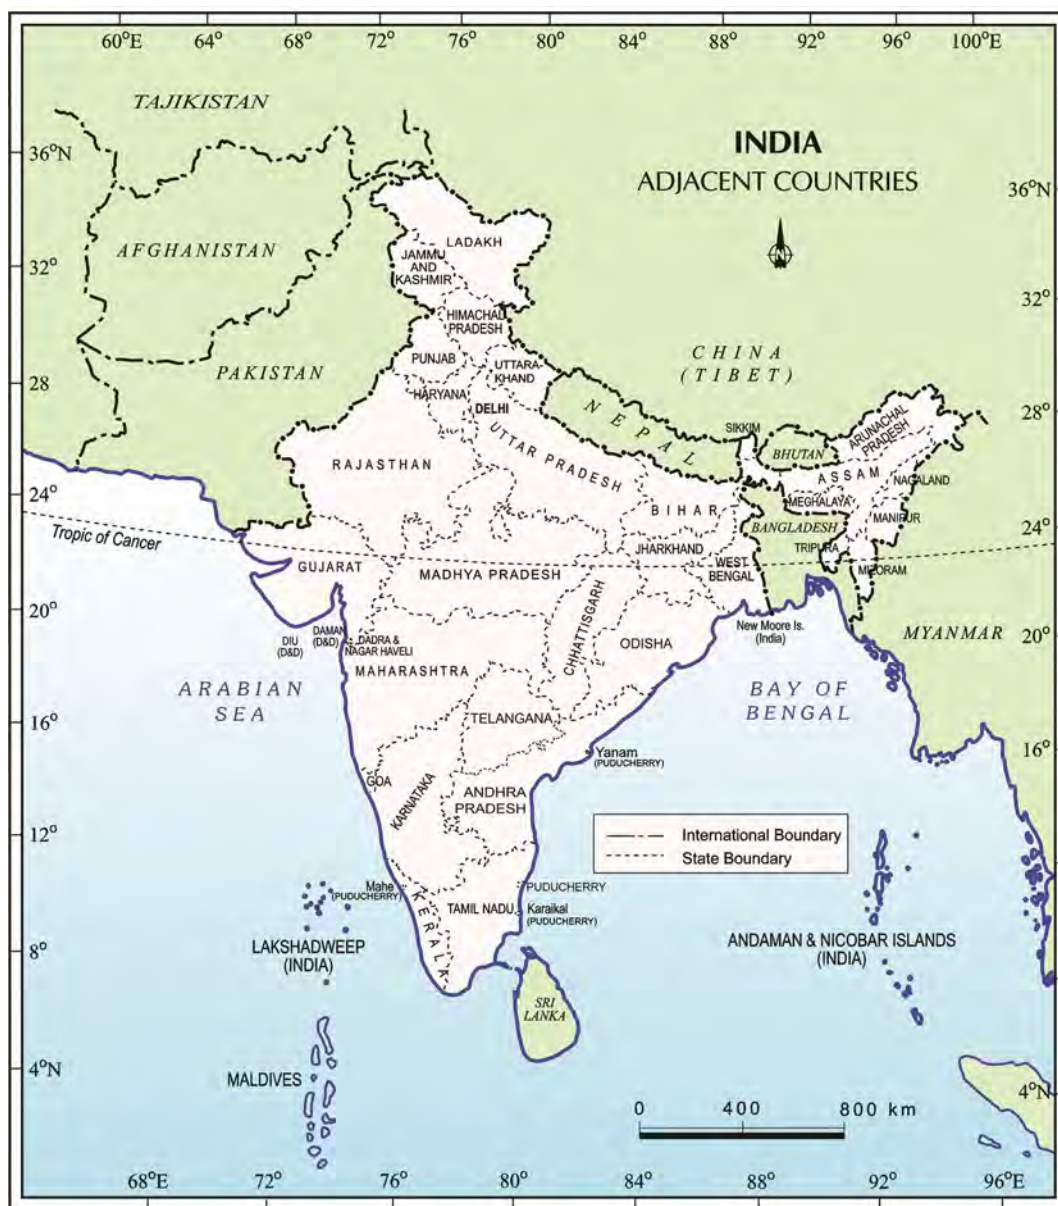 60°E 64° 68° 72° 76° 80° 84° 88° 92° 96° 100°E
TAJIKISTAN
INDIA
ADJACENT COUNTRIES
36°N
36°N
N
AFGHANISTAN
LADAKH
JAMMU
AND
KASHMIR
32°
32°
HIMACHAL
PRADESH
CHINA
(TIBET)
PUNJAB
UTTARA-
KHAND
PAKISTAN
28
28°
HARYANA
DELHI
NEPAL
SIKKIM
ARUNACHAL
PRADESH
BHUTAN
UTTAR PRADESH
RAJASTHAN
ASSAM
NAGALAND
24°
MEGHALAYA
BIHAR
MANIPUR
BANGLADESH
24°
Tropic of Cancer
JHARKHAND
TRIPURA
WEST
BENGAL
MIZORAM
GUJARAT
MADHYA PRADESH
20°
20°
DIU
(D&D)
DAMAN
(D&D)
DADRA &
NAGAR HAVELI
CHHATTISGARH
ODISHA
New Moore Is.
(India)
MYANMAR
MAHARASHTRA
ARABIAN
SEA
BAY OF
BENGAL
16°
16°
TELANGANA
Yanam
(PUDUCHERRY)
GOA
KARNATAKA
ANDHRA
PRADESH
12°
12°
International Boundary
State Boundary
Mahe
(PUDUCHERRY)
KERALA
PUDUCHERRY
TAMIL NADU
Karaikal
(PUDUCHERRY)
LAKSHADWEEP
(INDIA)
ANDAMAN & NICOBAR ISLANDS
(INDIA)
8°
8°
SRI
LANKA
4°N
MALDIVES
4°N
0 400 800 km
68°E 72° 76° 80° 84° 88° 92° 96°E